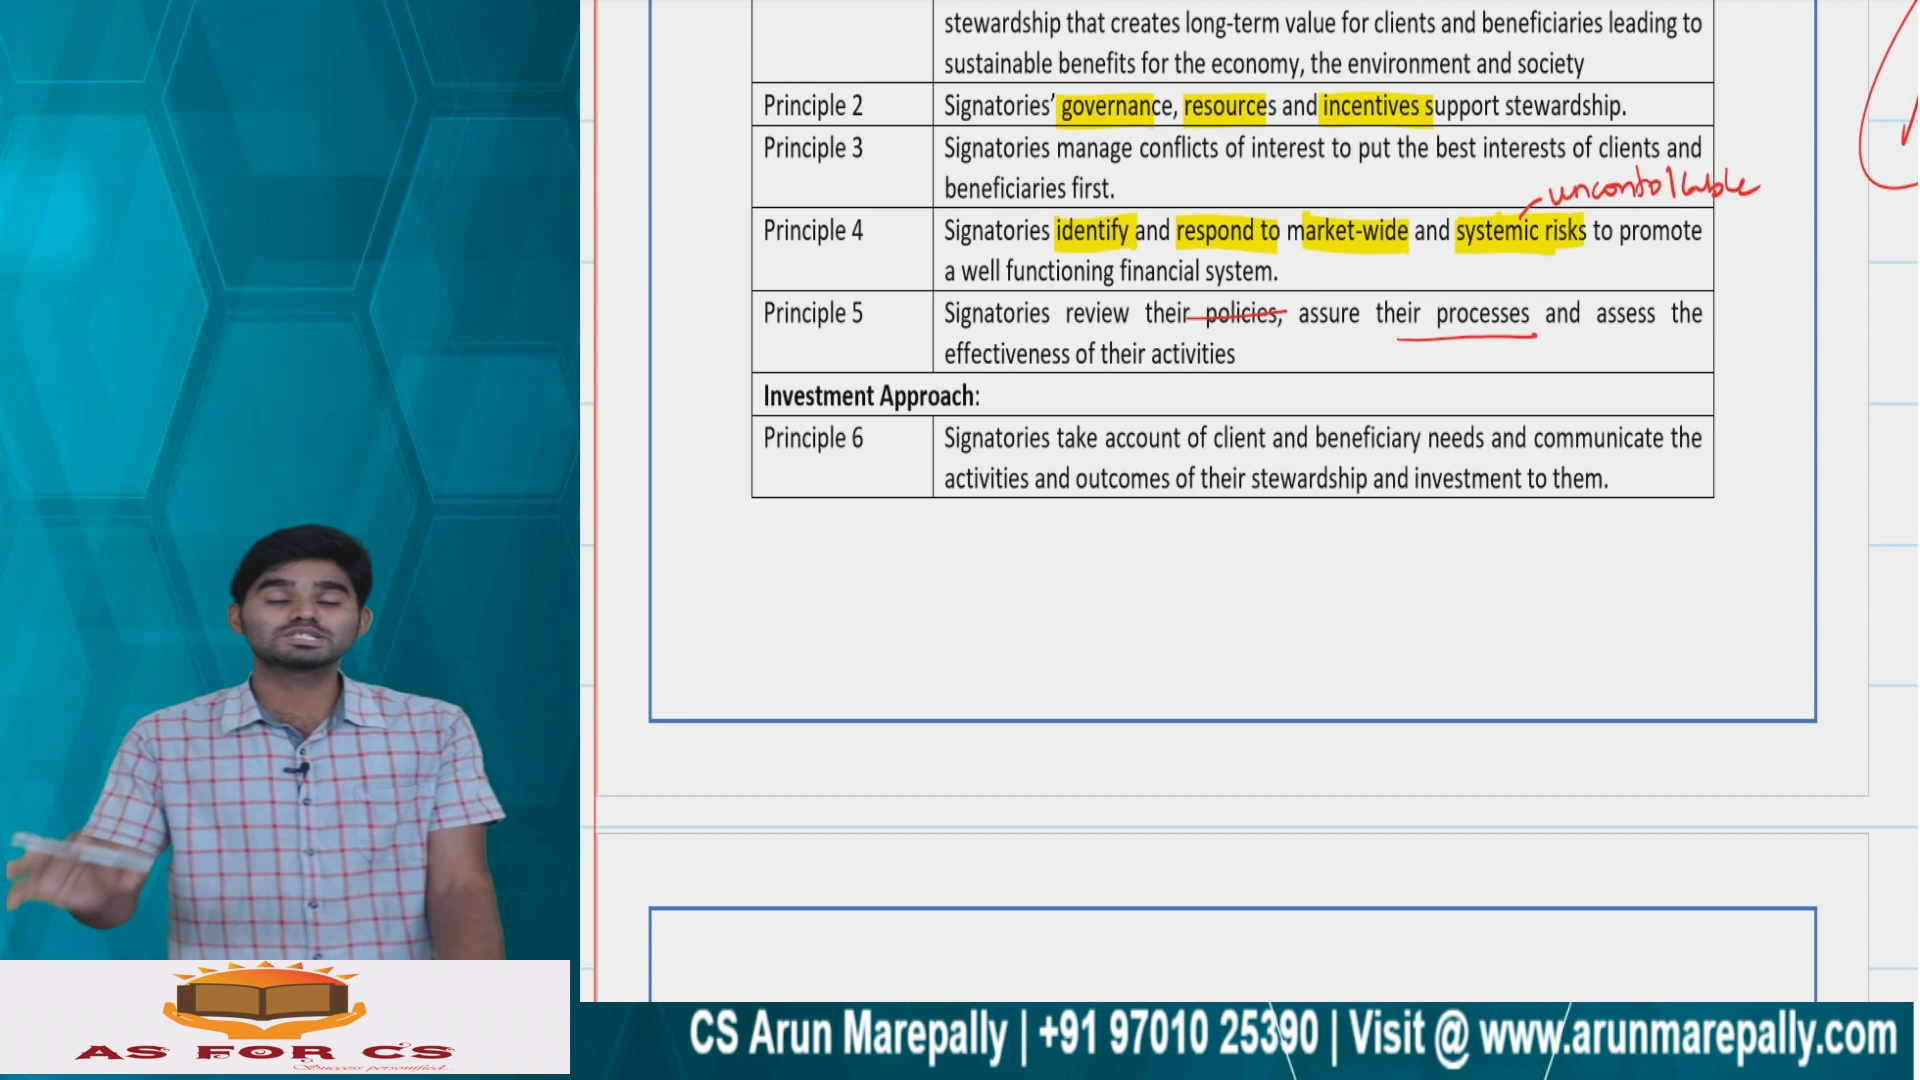 stewardship that creates long-term value for clients and beneficiaries leading to
sustainable benefits for the economy, the environment and society
Principle 2
Signatories' governance, resources and incentives support stewardship.
Principle 3
Signatories manage conflicts of interest to put the best interests of clients and
beneficiaries first.
Principle 4
Signatories identify and respond to market-wide and systemic risks to promote
a well functioning financial system.
Principle 5
Signatories review their policies, assure their processes and assess the
effectiveness of their activities
Investment Approach:
Principle 6
Signatories take account of client and beneficiary needs and communicate the
activities and outcomes of their stewardship and investment to them.
AS FOR CS
Success personified...
CS Arun Marepally | +91 97010 25390 | Visit @ www.arunmarepally.com